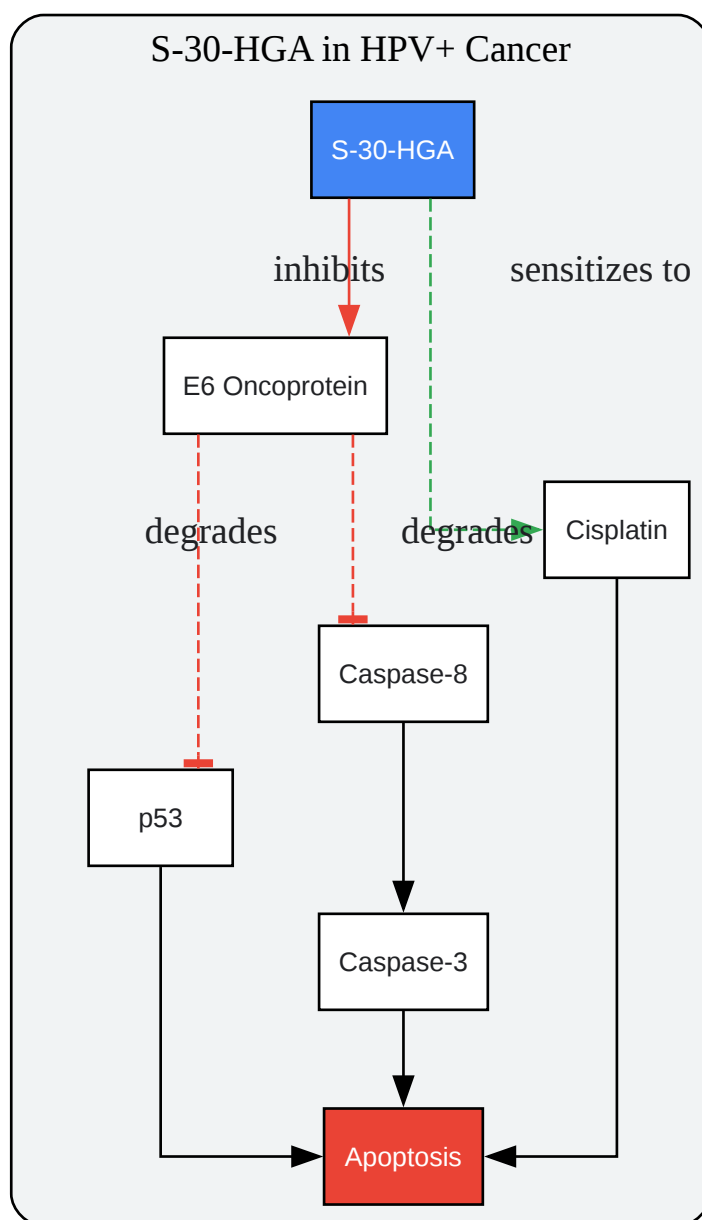 S-30-HGA in HPV+ Cancer
S-30-HGA
inhibits
sensitizes to
E6 Oncoprotein
degrades
degrades
Cisplatin
Caspase-8
p53
Caspase-3
Apoptosis